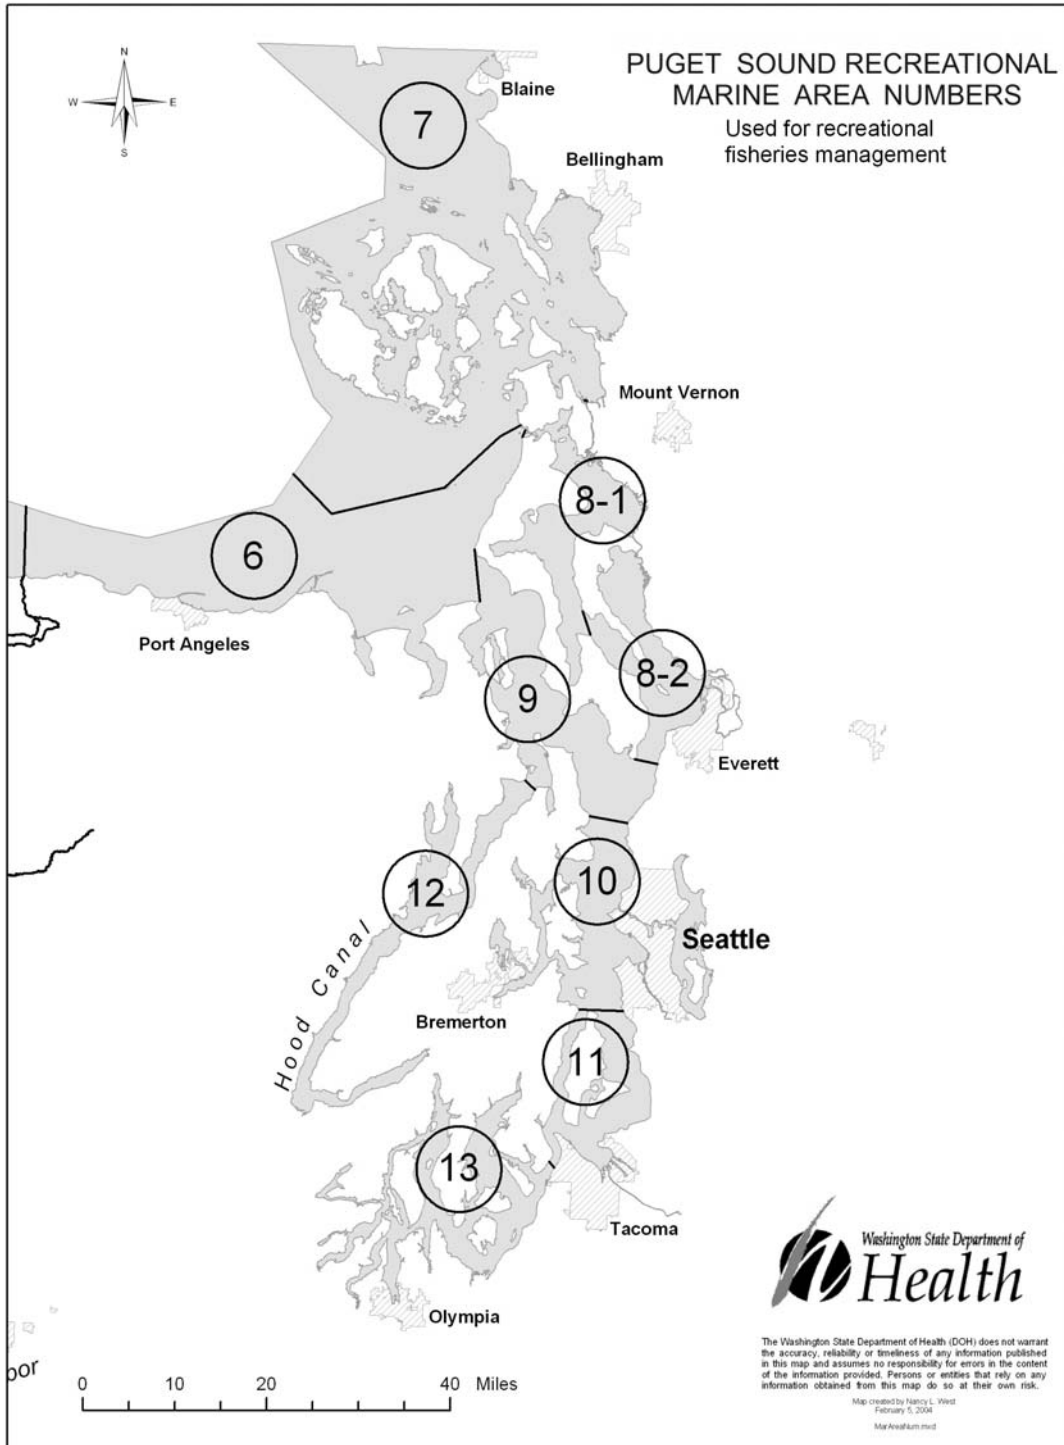 PUGET SOUND RECREATIONAL
MARINE AREA NUMBERS
Used for recreational
fisheries management
N
W
E
S
Blaine
7
Bellingham
Mount Vernon
8-1
6
Port Angeles
8-2
9
Everett
12
10
Seattle
Hood Canal
Bremerton
11
13
Tacoma
Olympia
bor
0 10 20 40 Miles
Washington State Department of
Health
The Washington State Department of Health (DOH) does not warrant
the accuracy, reliability or timeliness of any information published
in this map and assumes no responsibility for errors in the content
of the information provided. Persons or entities that rely on any
information obtained from this map do so at their own risk.
Map created by Nancy L. West
February 5, 2004
MarAreaNum.mxd